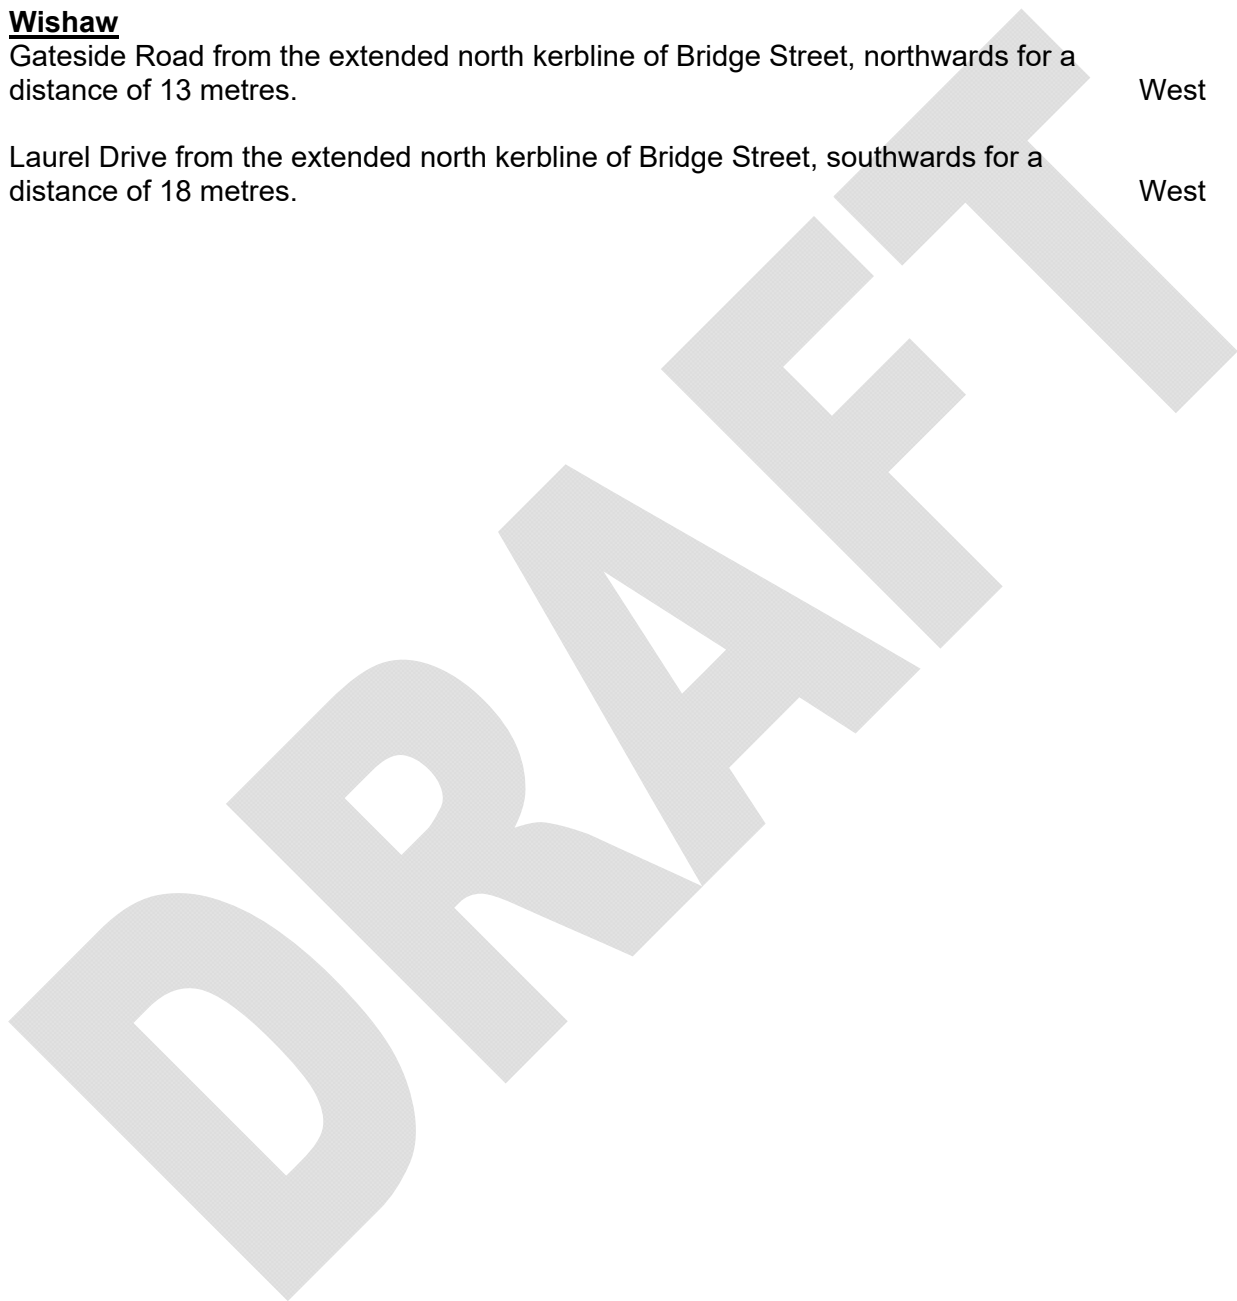 Wishaw
Gateside Road from the extended north kerbline of Bridge Street, northwards for a
distance of 13 metres. West
Laurel Drive from the extended north kerbline of Bridge Street, southwards for a
distance of 18 metres. West
DRAFT